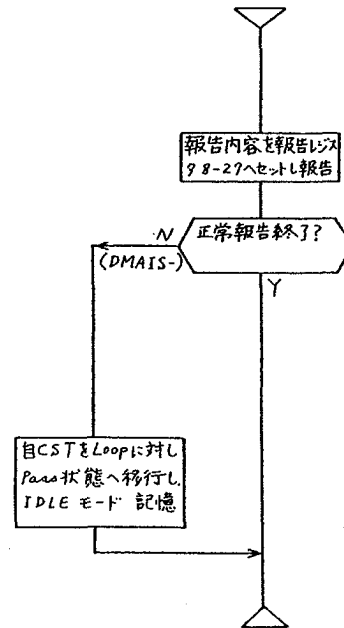 報告内容を報告レジス
タ8-27へセットし報告
正常報告終了?
N
(DMAIS-)
Y
自CSTをLoopに対し
Pass状態へ移行し,
IDLEモード 記憶